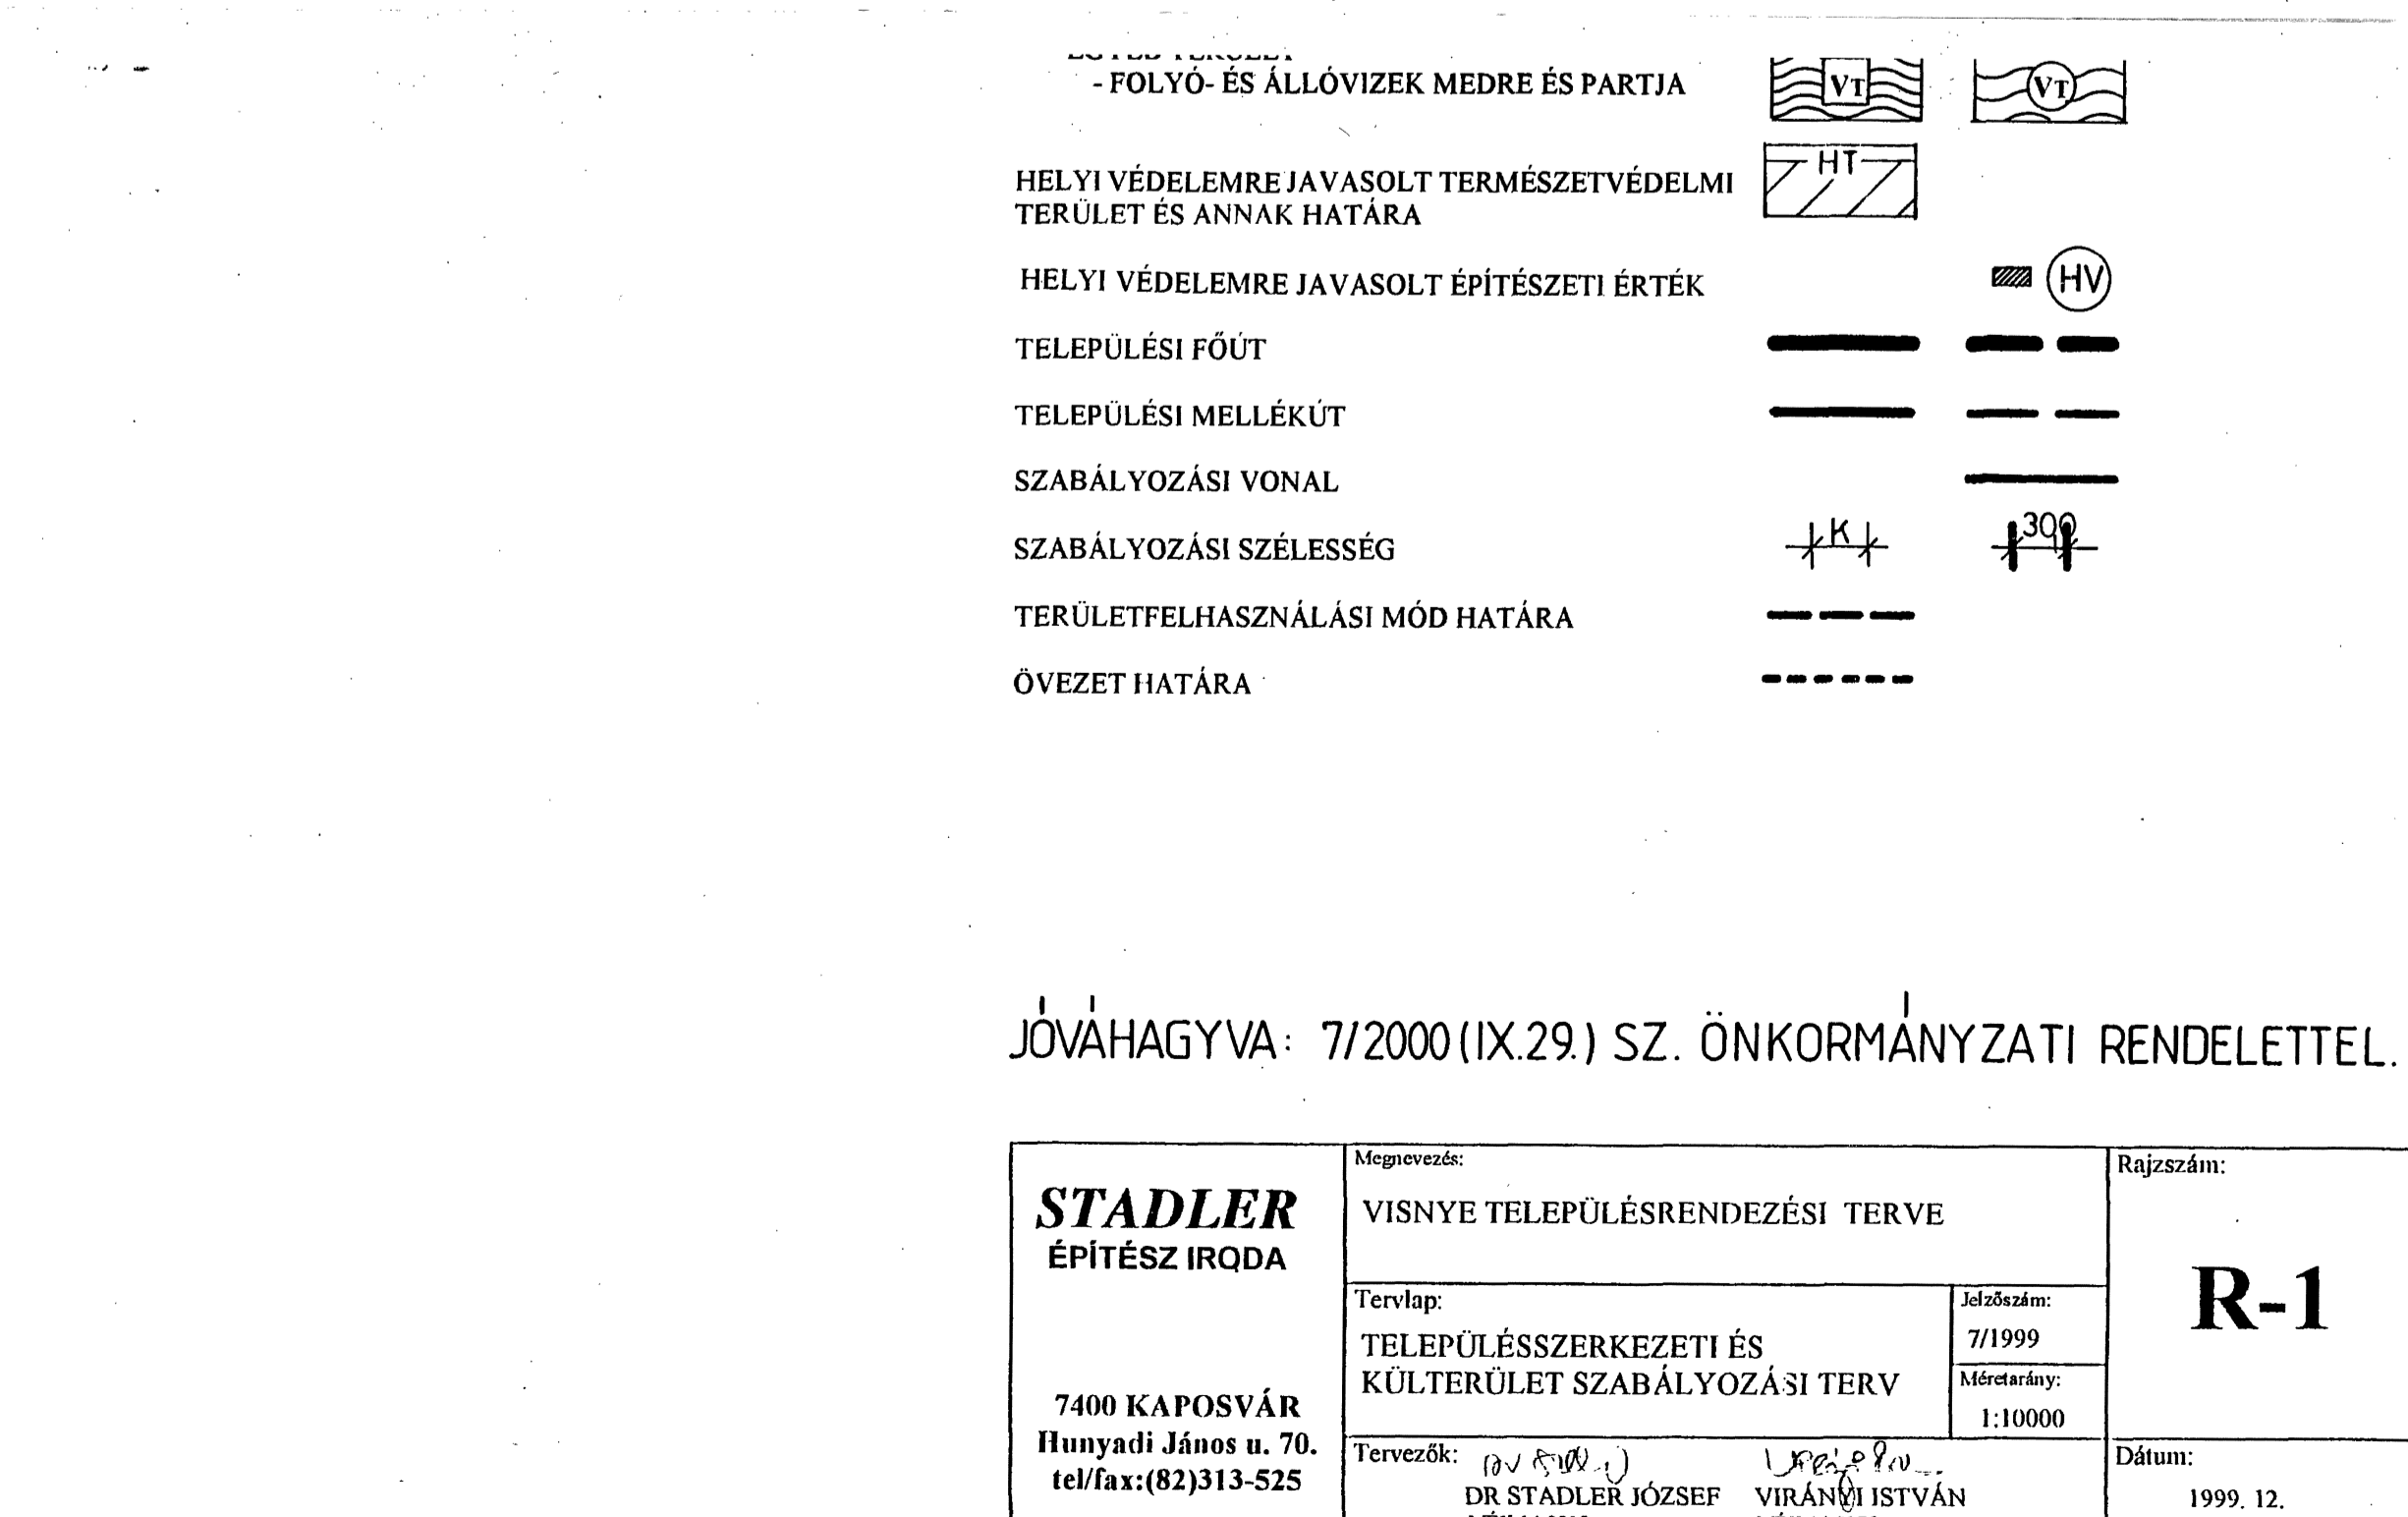 - FOLYÓ- ÉS ÁLLÓVIZEK MEDRE ÉS PARTJA
VT VT
HT
HELYI VÉDELEMRE JAVASOLT TERMÉSZETVÉDELMI
TERÜLET ÉS ANNAK HATÁRA
HELYI VÉDELEMRE JAVASOLT ÉPÍTÉSZETI ÉRTÉK
HV
TELEPÜLÉSI FŐÚT
TELEPÜLÉSI MELLÉKÚT
SZABÁLYOZÁSI VONAL
SZABÁLYOZÁSI SZÉLESSÉG
K
TERÜLETFELHASZNÁLÁSI MÓD HATÁRA
ÖVEZET HATÁRA
JÓVÁHAGYVA: 7/2000 (IX.29.) SZ. ÖNKORMÁNYZATI RENDELETTEL.
STADLER
ÉPÍTÉSZ IRODA
7400 KAPOSVÁR
Hunyadi János u. 70.
tel/fax:(82)313-525
Megnevezés:
VISNYE TELEPÜLÉSRENDEZÉSI TERVE
Tervlap:
TELEPÜLÉSSZERKEZETI ÉS
KÜLTERÜLET SZABÁLYOZÁSI TERV
Jelzőszám:
7/1999
Méretarány:
1:10000
Rajzszám:
R-1
Tervezők:
DR STADLER JÓZSEF VIRÁNYI ISTVÁN
Dátum:
1999. 12.